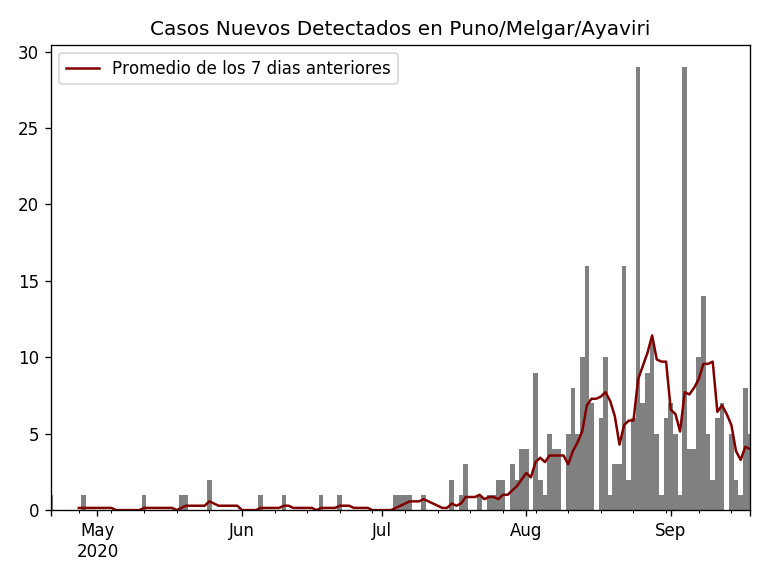 Casos Nuevos Detectados en Puno/Melgar/Ayaviri
Promedio de los 7 dias anteriores
30
25
20
15
10
5
0
May Jun Jul Aug Sep
2020